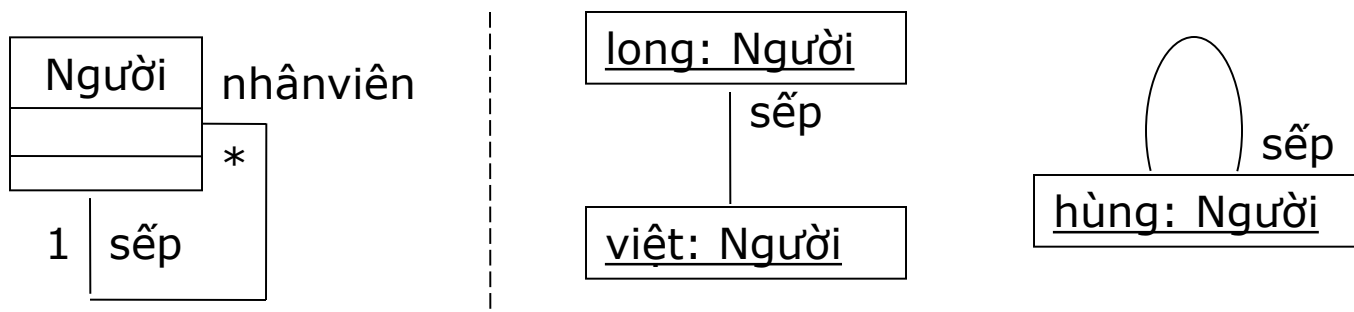 Người
nhânviên
*
1
sếp
long: Người
sếp
việt: Người
sếp
hùng: Người